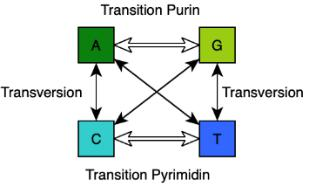 Transition Purin
A
G
Transversion
Transversion
C
T
Transition Pyrimidin